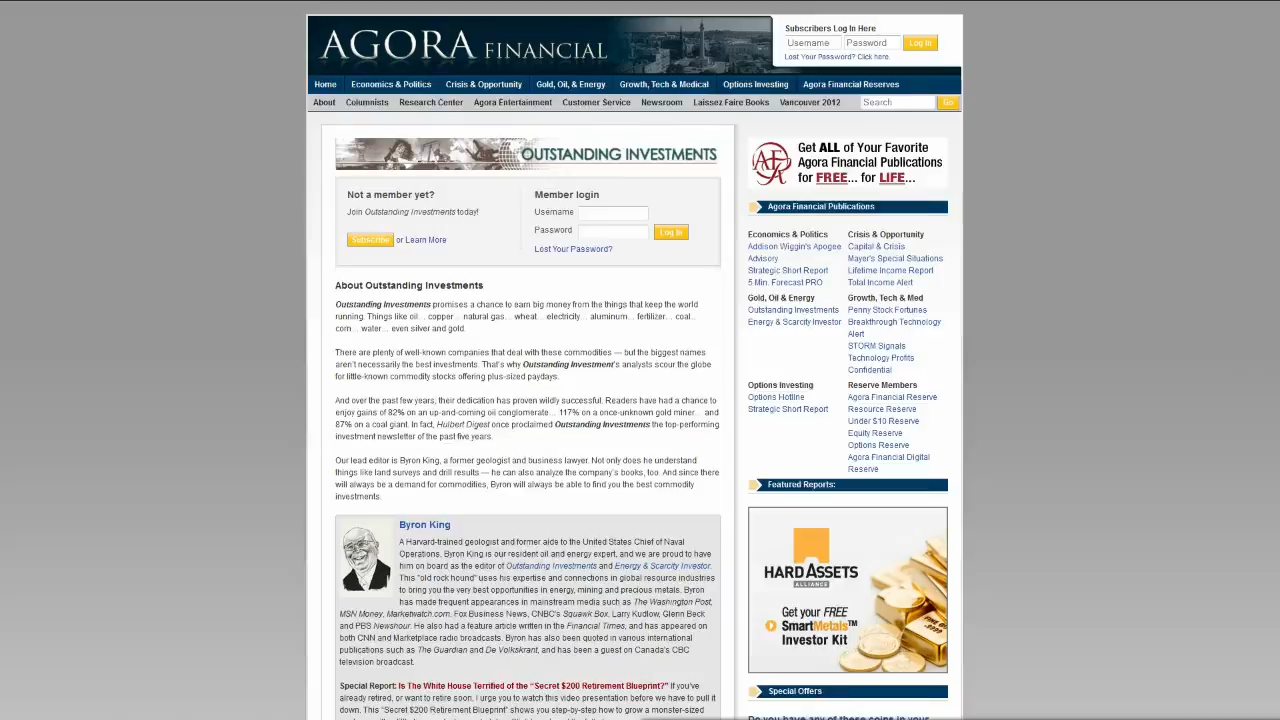 AGORA FINANCIAL
Subscribers Log In Here
Username Password Log In
Lost Your Password? Click here.
Home Economics & Politics Crisis & Opportunity Gold, Oil, & Energy Growth, Tech & Medical Options Investing Agora Financial Reserves
About Columnists Research Center Agora Entertainment Customer Service Newsroom Laissez Faire Books Vancouver 2012 Search Go
OUTSTANDING INVESTMENTS
Not a member yet?
Join Outstanding Investments today!
Subscribe or Learn More
Member login
Username
Password Log In
Lost Your Password?
About Outstanding Investments
Outstanding Investments promises a chance to earn big money from the things that keep the world
running. Things like oil... copper... natural gas... wheat... electricity... aluminum... fertilizer... coal...
corn... water... even silver and gold.
There are plenty of well-known companies that deal with these commodities — but the biggest names
aren't necessarily the best investments. That's why Outstanding Investment's analysts scour the globe
for little-known commodity stocks offering plus-sized paydays.
And over the past few years, their dedication has proven wildly successful. Readers have had a chance to
enjoy gains of 82% on an up-and-coming oil conglomerate... 117% on a once-unknown gold miner... and
87% on a coal giant. In fact, Hulbert Digest once proclaimed Outstanding Investments the top-performing
investment newsletter of the past five years.
Our lead editor is Byron King, a former geologist and business lawyer. Not only does he understand
things like land surveys and drill results — he can also analyze the company's books, too. And since there
will always be a demand for commodities, Byron will always be able to find you the best commodity
investments.
Byron King
A Harvard-trained geologist and former aide to the United States Chief of Naval
Operations. Byron King is our resident oil and energy expert, and we are proud to have
him on board as the editor of Outstanding Investments and Energy & Scarcity Investor.
This "old rock hound" uses his expertise and connections in global resource industries
to bring you the very best opportunities in energy, mining and precious metals. Byron
has made frequent appearances in mainstream media such as The Washington Post,
MSN Money, Marketwatch.com, Fox Business News, CNBC's Squawk Box, Larry Kudlow, Glenn Beck
and PBS Newshour. He also had a feature article written in the Financial Times, and has appeared on
both CNN and Marketplace radio broadcasts. Byron has also been quoted in various international
publications such as The Guardian and De Volkskrant, and has been a guest on Canada's CBC
television broadcast.
Special Report: Is The White House Terrified of the "Secret $200 Retirement Blueprint?" If you've
already retired, or want to retire soon, I urge you to watch this video presentation before we have to pull it
down. This "Secret $200 Retirement Blueprint" shows you step-by-step how to grow a monster-sized
Get ALL of Your Favorite
Agora Financial Publications
for FREE... for LIFE...
Agora Financial Publications
Economics & Politics
Addison Wiggin's Apogee
Advisory
Strategic Short Report
5 Min. Forecast PRO
Crisis & Opportunity
Capital & Crisis
Mayer's Special Situations
Lifetime Income Report
Total Income Alert
Gold, Oil & Energy
Outstanding Investments
Energy & Scarcity Investor
Growth, Tech & Med
Penny Stock Fortunes
Breakthrough Technology
Alert
STORM Signals
Technology Profits
Confidential
Options Investing
Options Hotline
Strategic Short Report
Reserve Members
Agora Financial Reserve
Resource Reserve
Under $10 Reserve
Equity Reserve
Options Reserve
Agora Financial Digital
Reserve
Featured Reports:
HARD ASSETS
ALLIANCE
Get your FREE
SmartMetals™
Investor Kit
Special Offers
Do you have any of these coins in your